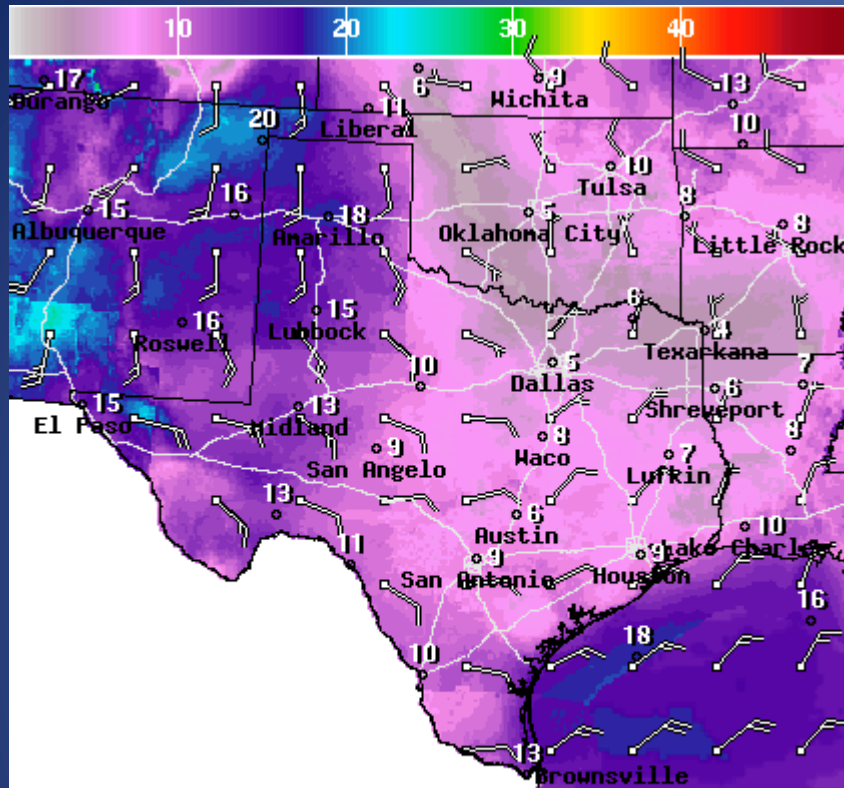 10 20 30 40
17 6 9 13
Durango Wichita
11
Liberal
20 10
10
Tulsa
15 16 18 5 8 8
Albuquerque Amarillo Oklahoma City Little Rock
16 15 6 4
Roswell Lubbock Texarkana
10 5 7
Dallas
15 13 6
El Paso Midland Shreveport
9 8 7 8
San Angelo Waco Lufkin
13 6 10
Austin
11 9 9 Lake Charles
San Antonio Houston
16
18
10
13
Brownsville